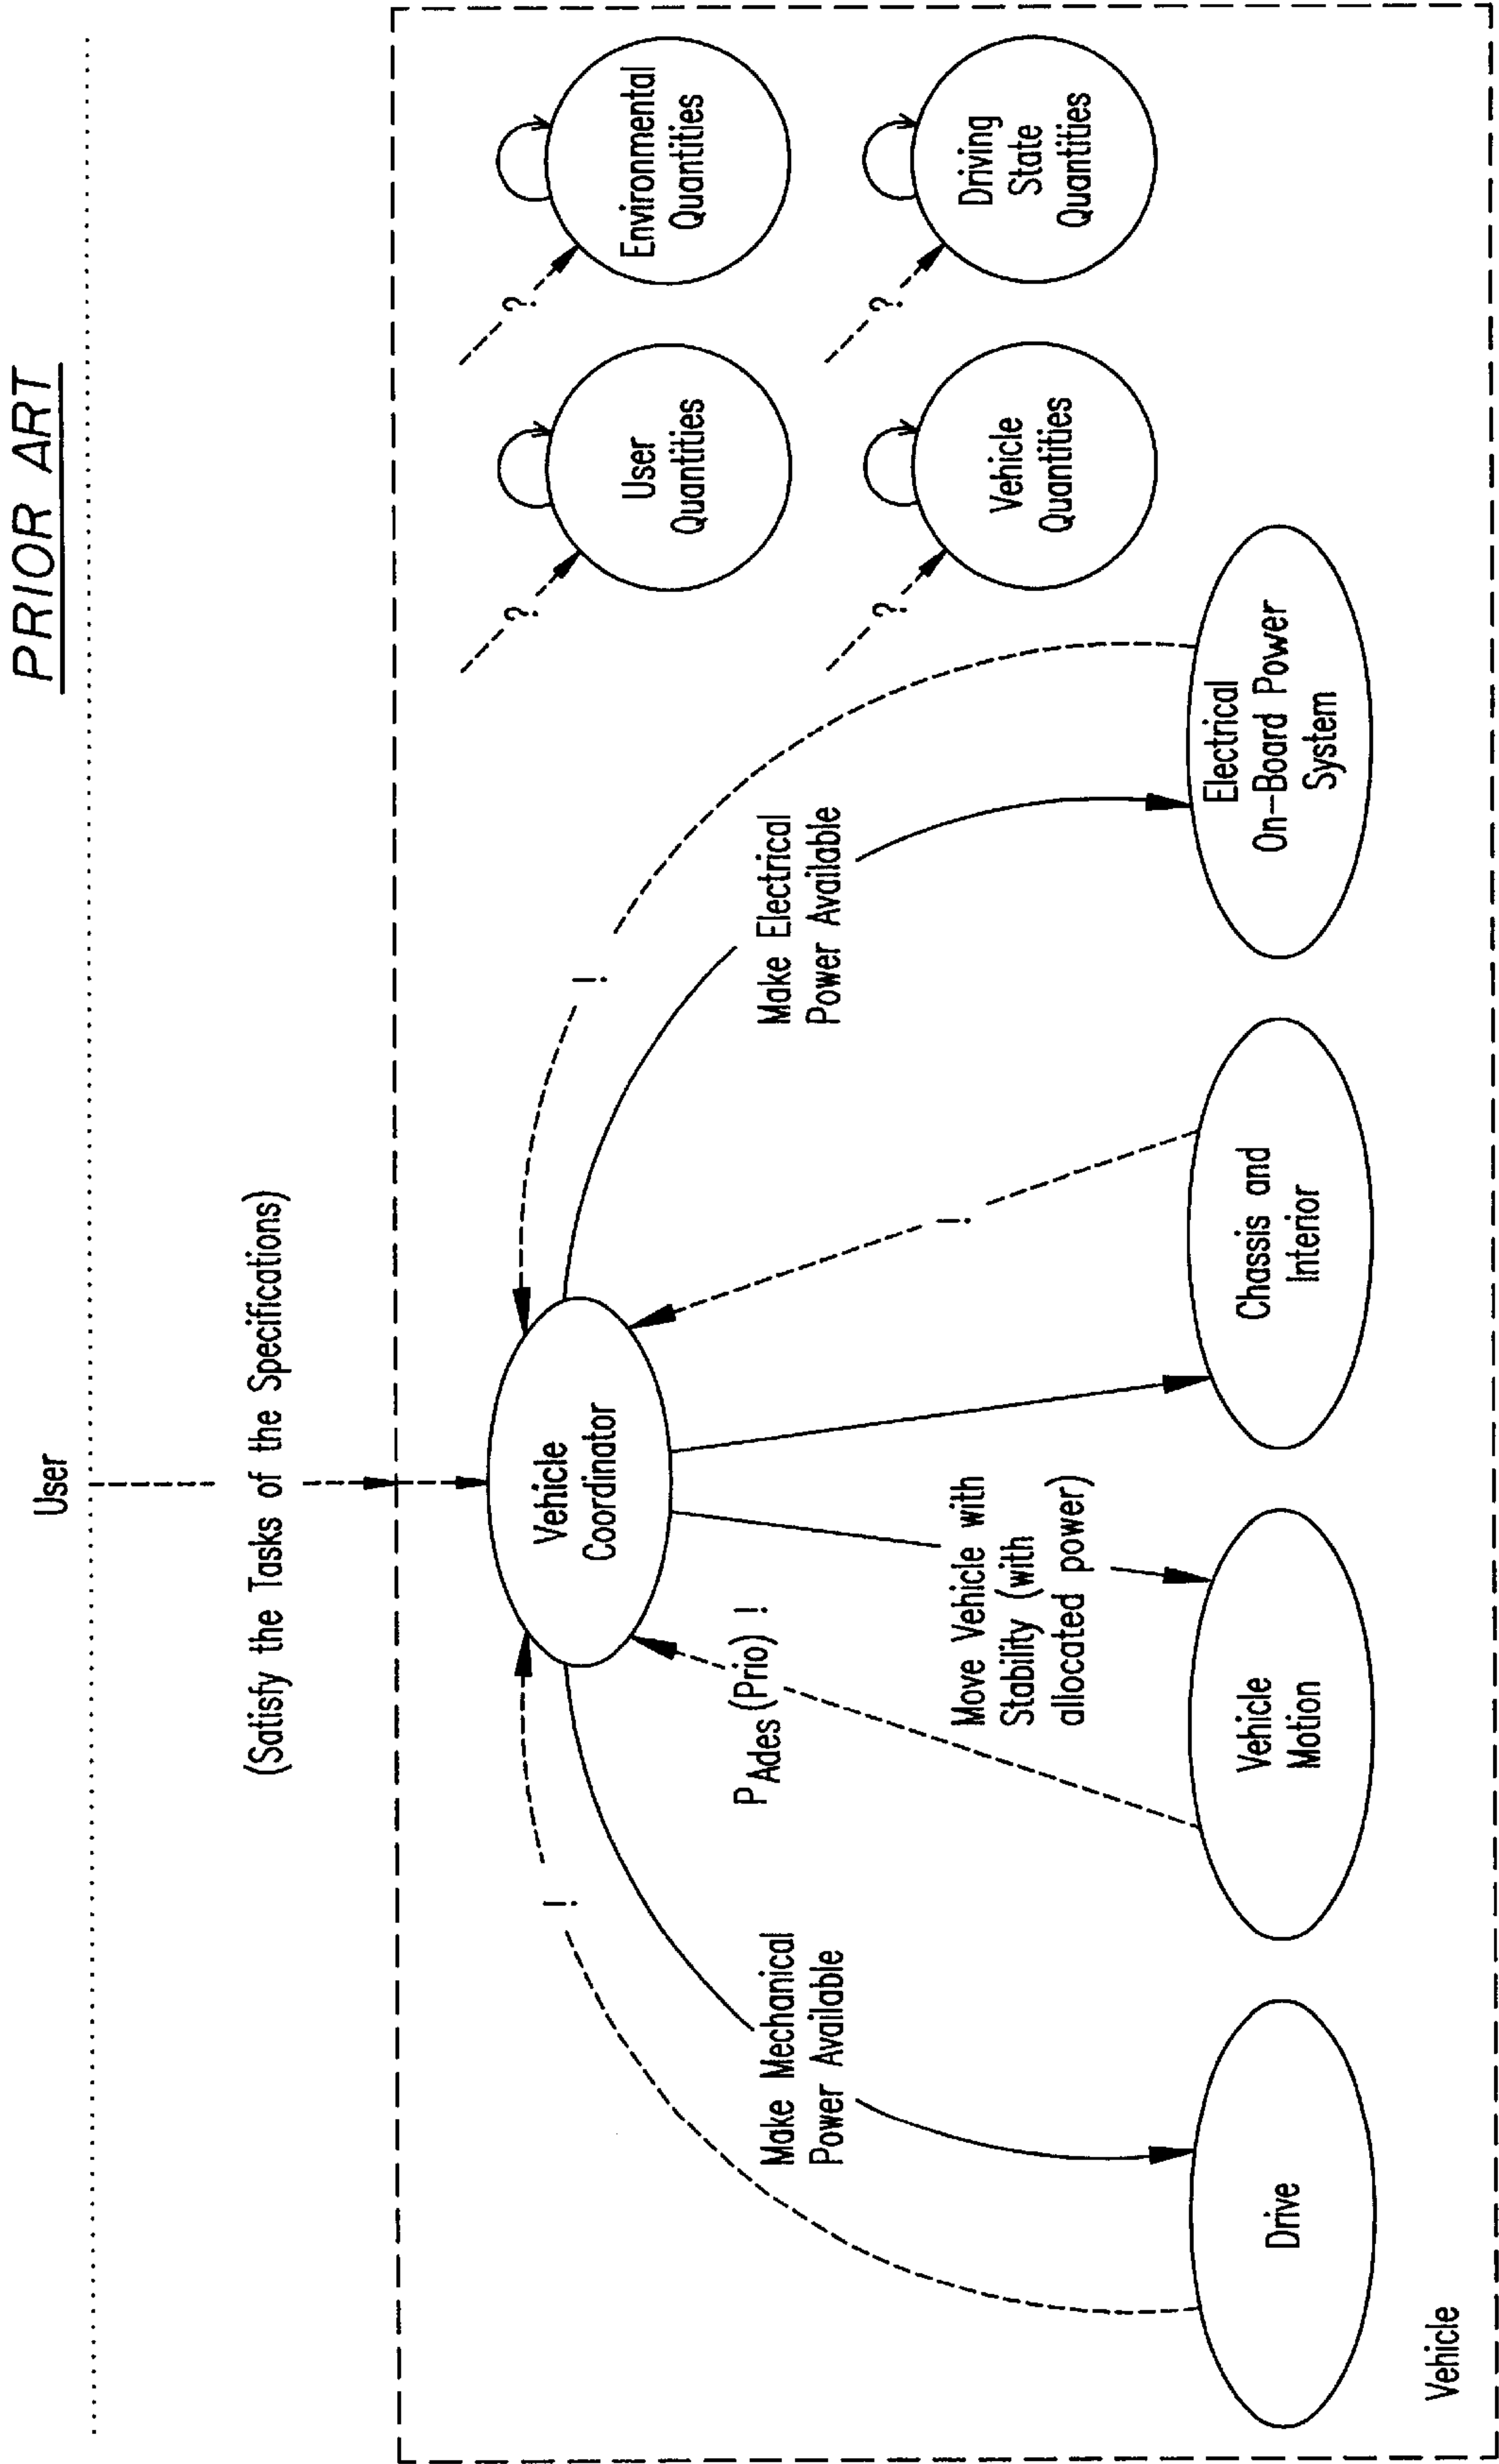 PRIOR ART
User
(Satisfy the Tasks of the Specifications)
Vehicle
Coordinator
!
!
!
PAdes (Prio) !
Make Mechanical
Power Available
Move Vehicle with
Stability (with
allocated power)
Make Electrical
Power Available
Drive
Vehicle
Motion
Chassis and
Interior
Electrical
On-Board Power
System
?
User
Quantities
?
Environmental
Quantities
?
Vehicle
Quantities
?
Driving
State
Quantities
Vehicle